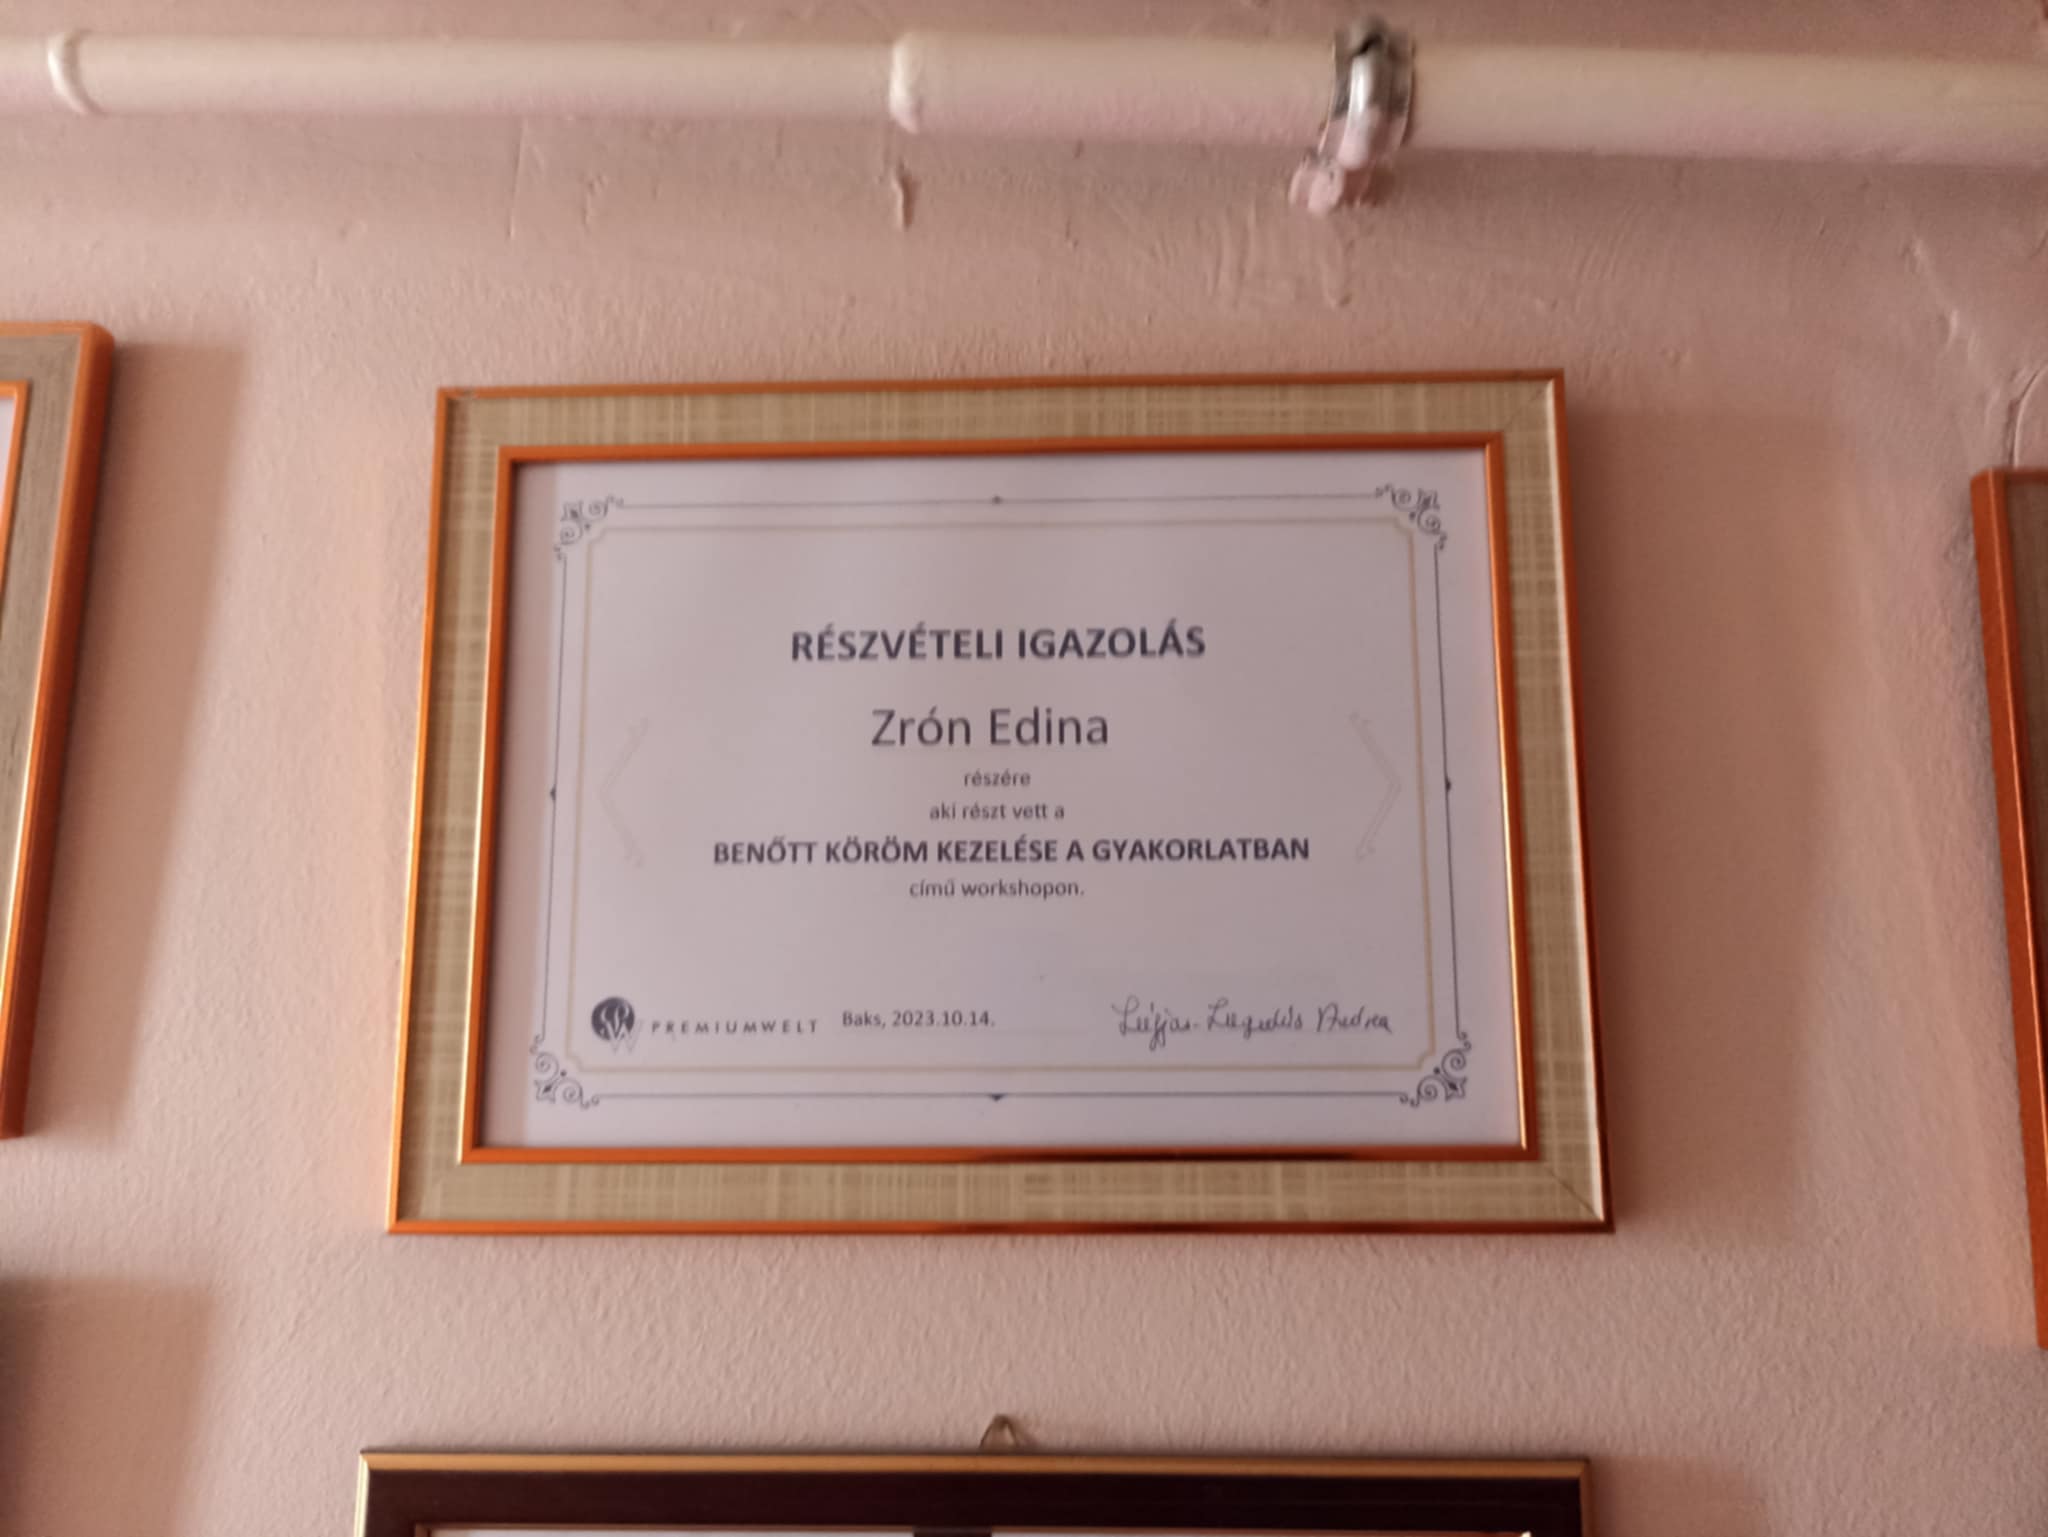 RÉSZVÉTELI IGAZOLÁS
Zrón Edina
részére
aki részt vett a
BENŐTT KÖRÖM KEZELÉSE A GYAKORLATBAN
című workshopon.
PREMIUMWELT Baks, 2023.10.14.